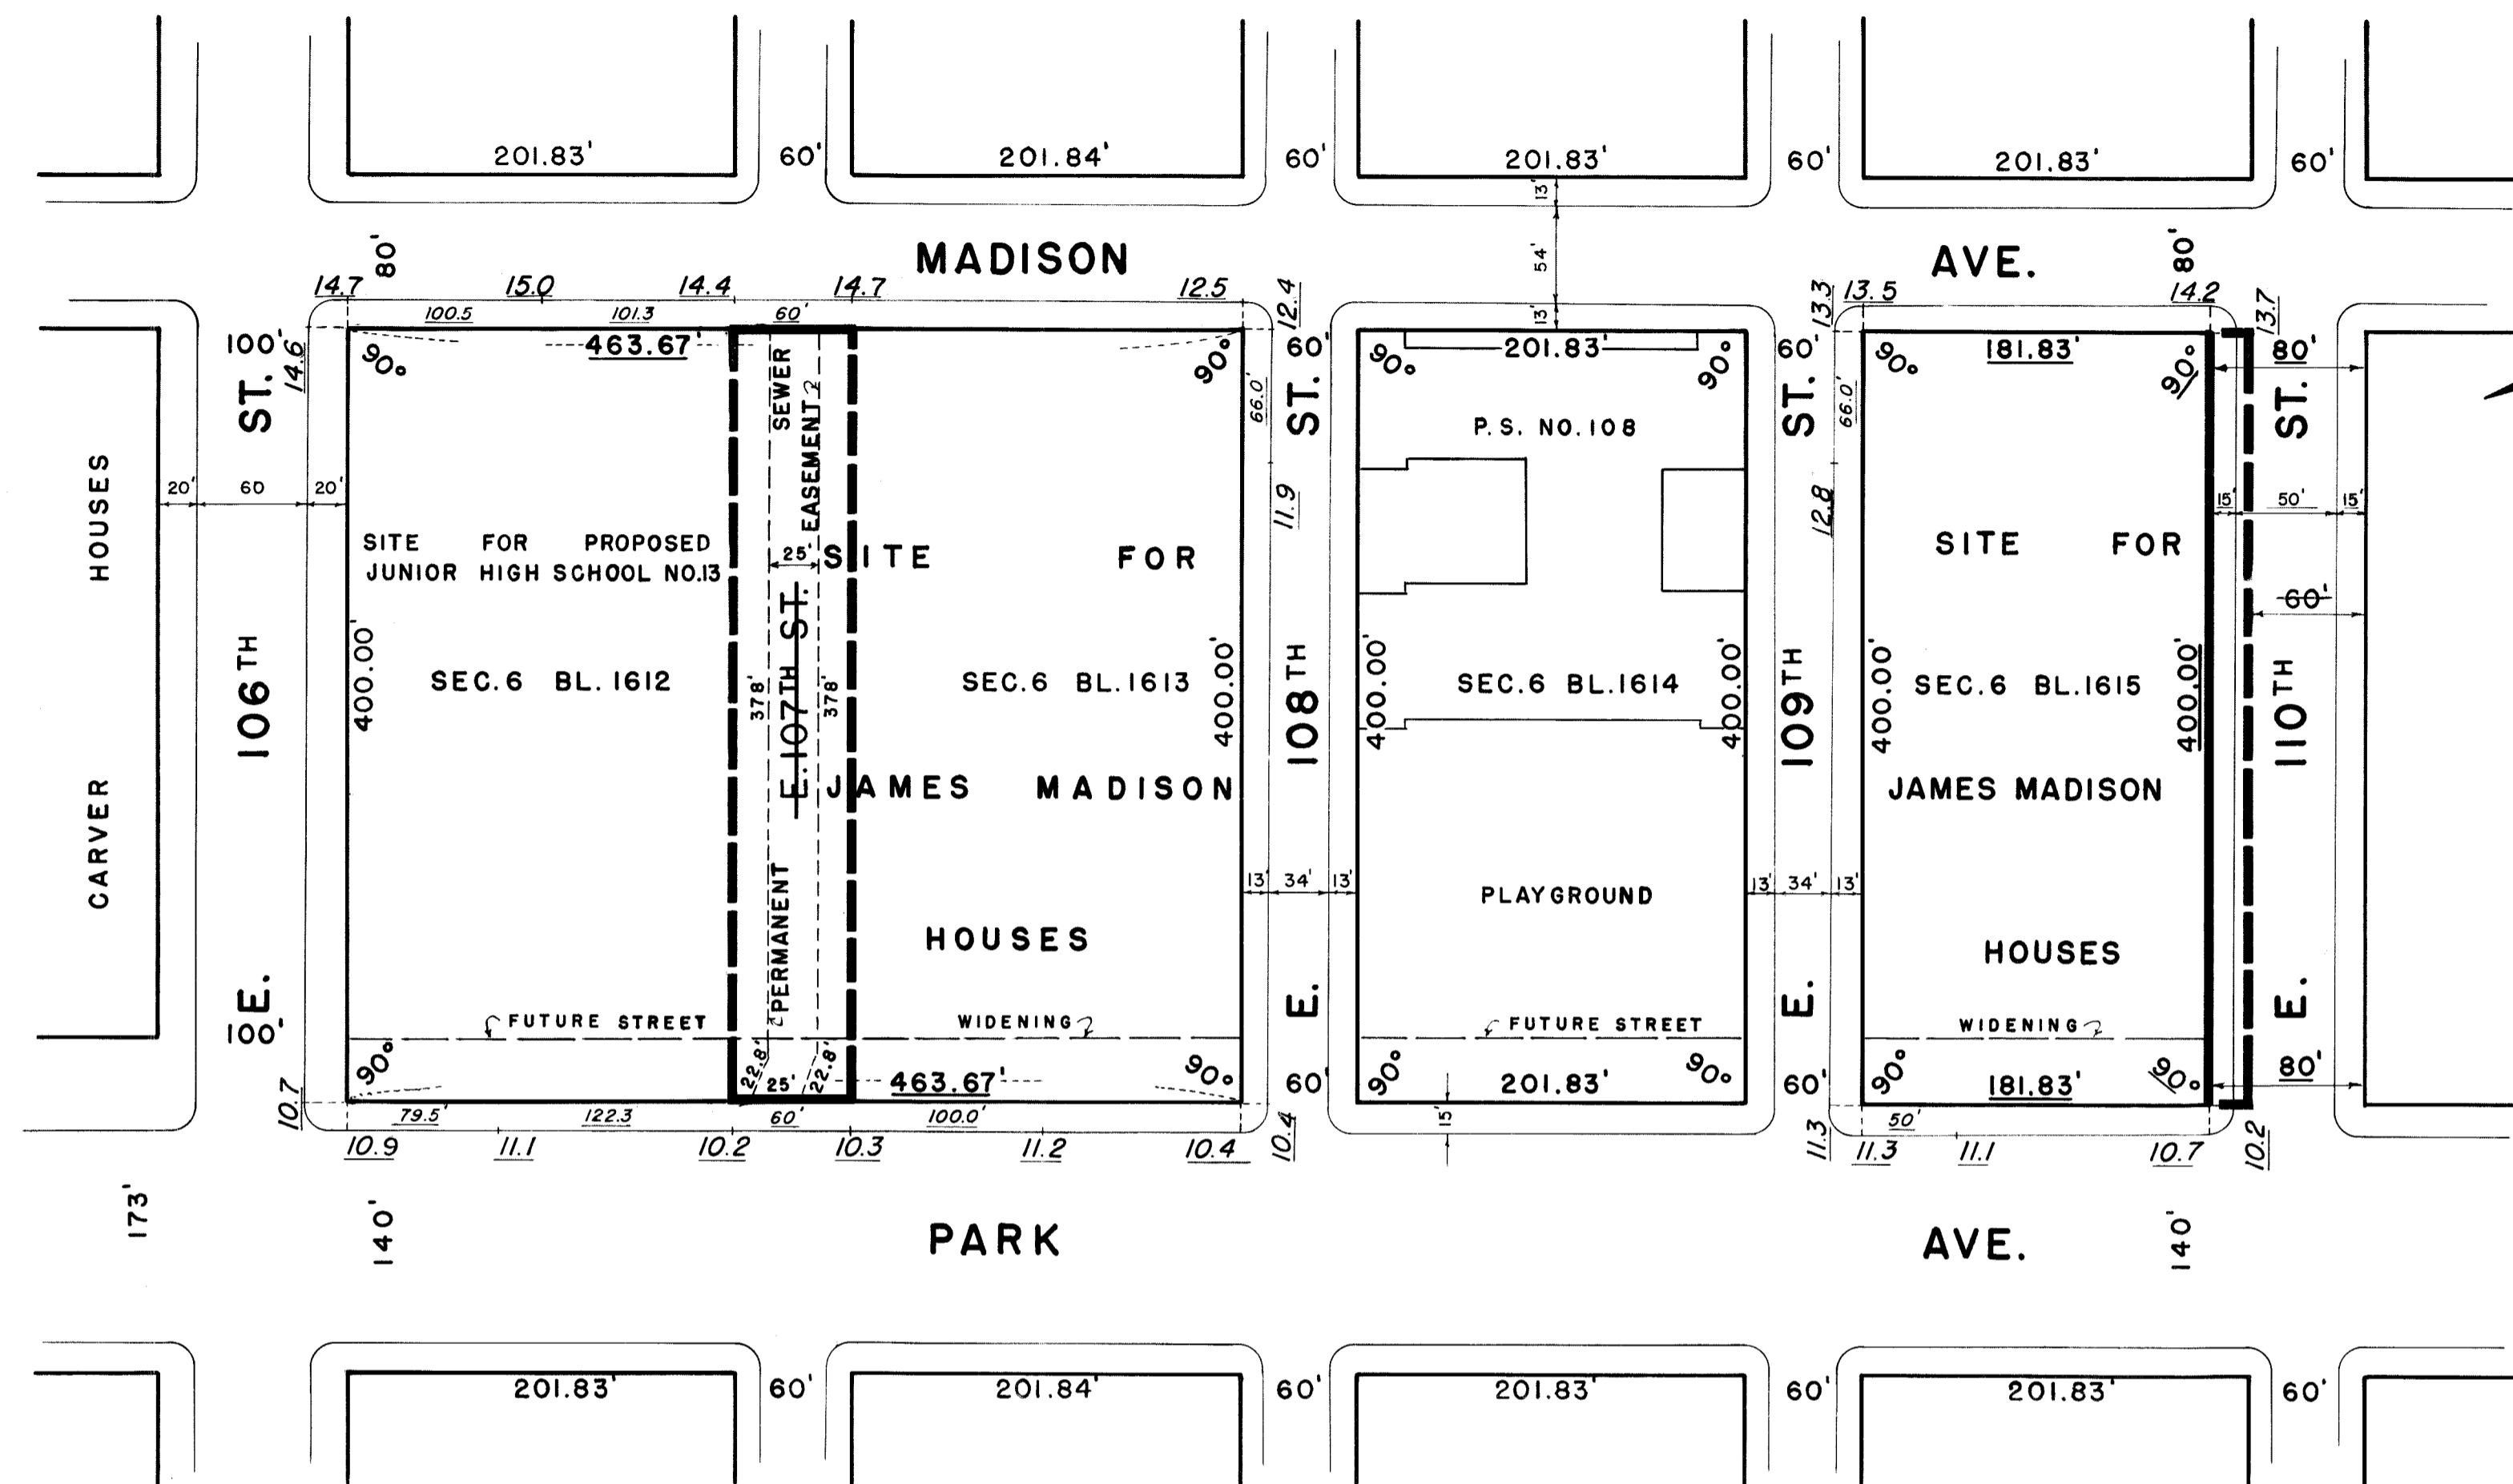 201.83' 60' 201.84' 60' 201.83' 60' 201.83' 60'
13'
54'
13'
80' MADISON AVE. 80'
14.7 15.0 14.4 14.7 12.5 12.4 13.3 13.5 14.2 13.7
100.5 101.3 60'
100' 14.6 90° 463.67' 90° 60' 90° 201.83' 90° 60' 90° 181.83' 90° 80'
66.0' 66.0'
11.9 12.8
CARVER HOUSES
20' 60 20'
E. 106TH ST.
SITE FOR PROPOSED
JUNIOR HIGH SCHOOL NO.13
400.00'
SEC.6 BL.1612
PERMANENT SEWER
EASEMENT
25'
378' 378'
E.107TH ST.
SITE FOR
SEC.6 BL.1613
400.00'
JAMES MADISON
HOUSES
13' 34' 13'
E. 108TH ST.
P.S. NO.108
400.00' 400.00'
SEC.6 BL.1614
PLAYGROUND
13' 34' 13'
E. 109TH ST.
SITE FOR
400.00' 400.00'
SEC.6 BL.1615
JAMES MADISON
HOUSES
15' 50' 15'
60'
E. 110TH ST.
FUTURE STREET WIDENING
FUTURE STREET WIDENING
100' 90° 22.8' 25' 22.8' 463.67' 90° 60' 90° 201.83' 90° 60' 90° 181.83' 90° 80'
10.7 79.5' 122.3 60' 100.0' 10.4 15' 11.3 50' 10.2
10.9 11.1 10.2 10.3 11.2 10.4 11.3 11.1 10.7
173' 140' PARK AVE. 140'
201.83' 60' 201.84' 60' 201.83' 60' 201.83' 60'